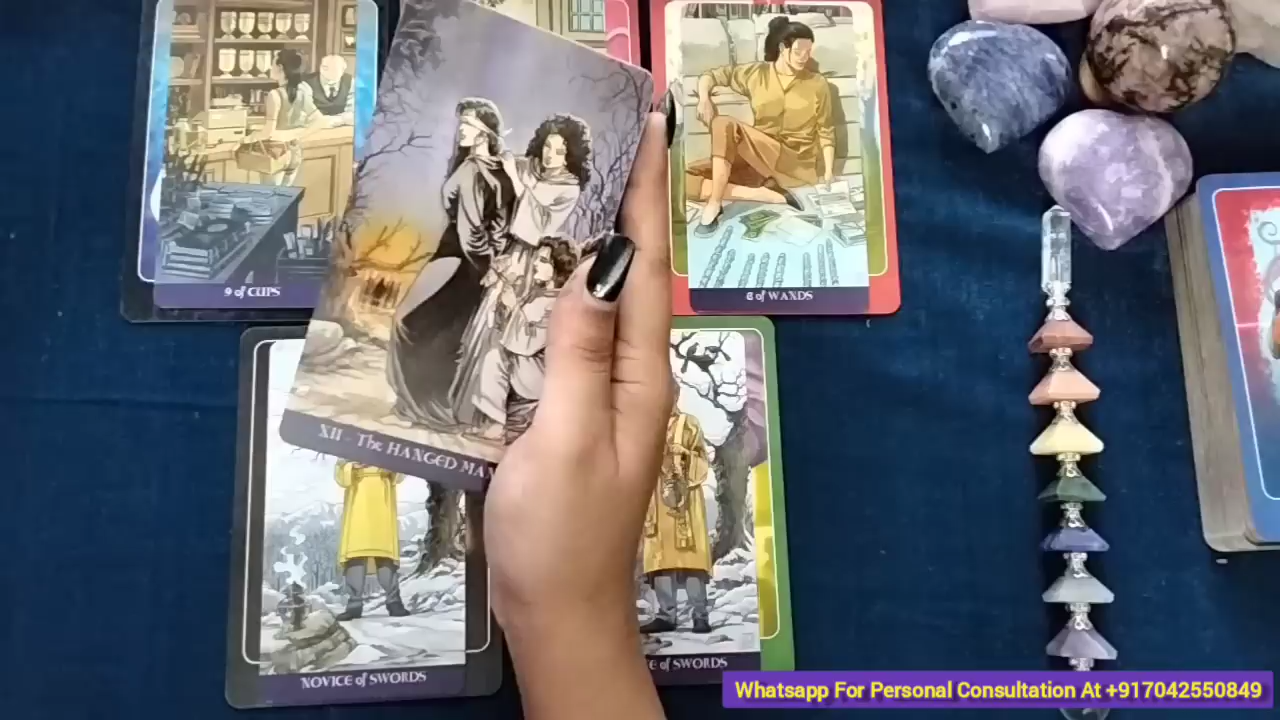 9 of CUPS
6 of WANDS
XII - The HANGED MAN
NOVICE of SWORDS
of SWORDS
Whatsapp For Personal Consultation At +917042550849